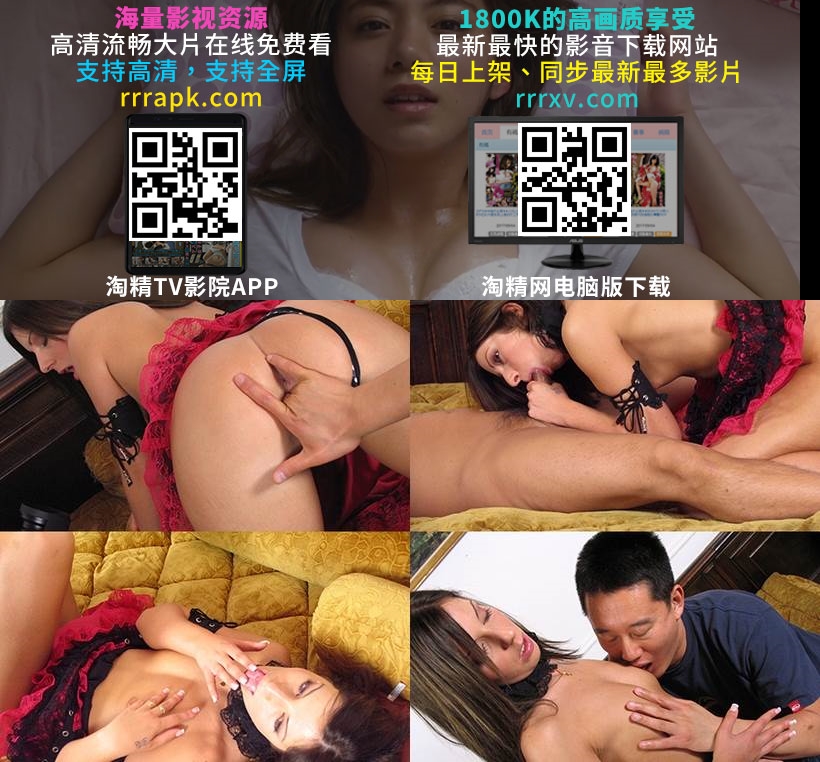 海量影视资源
高清流畅大片在线免费看
支持高清，支持全屏
rrrapk.com
淘精TV影院APP
1800K的高画质享受
最新最快的影音下载网站
每日上架、同步最新最多影片
rrrxv.com
淘精网电脑版下载